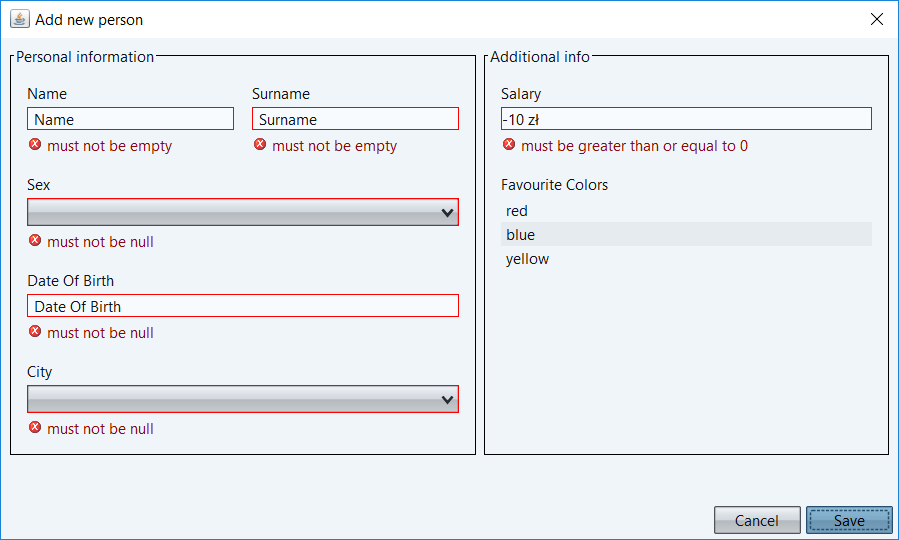 Add new person
Personal information
Name
Surname
Name
Surname
must not be empty
must not be empty
Sex
must not be null
Date Of Birth
Date Of Birth
must not be null
City
must not be null
Additional info
Salary
-10 zł
must be greater than or equal to 0
Favourite Colors
red
blue
yellow
Cancel
Save